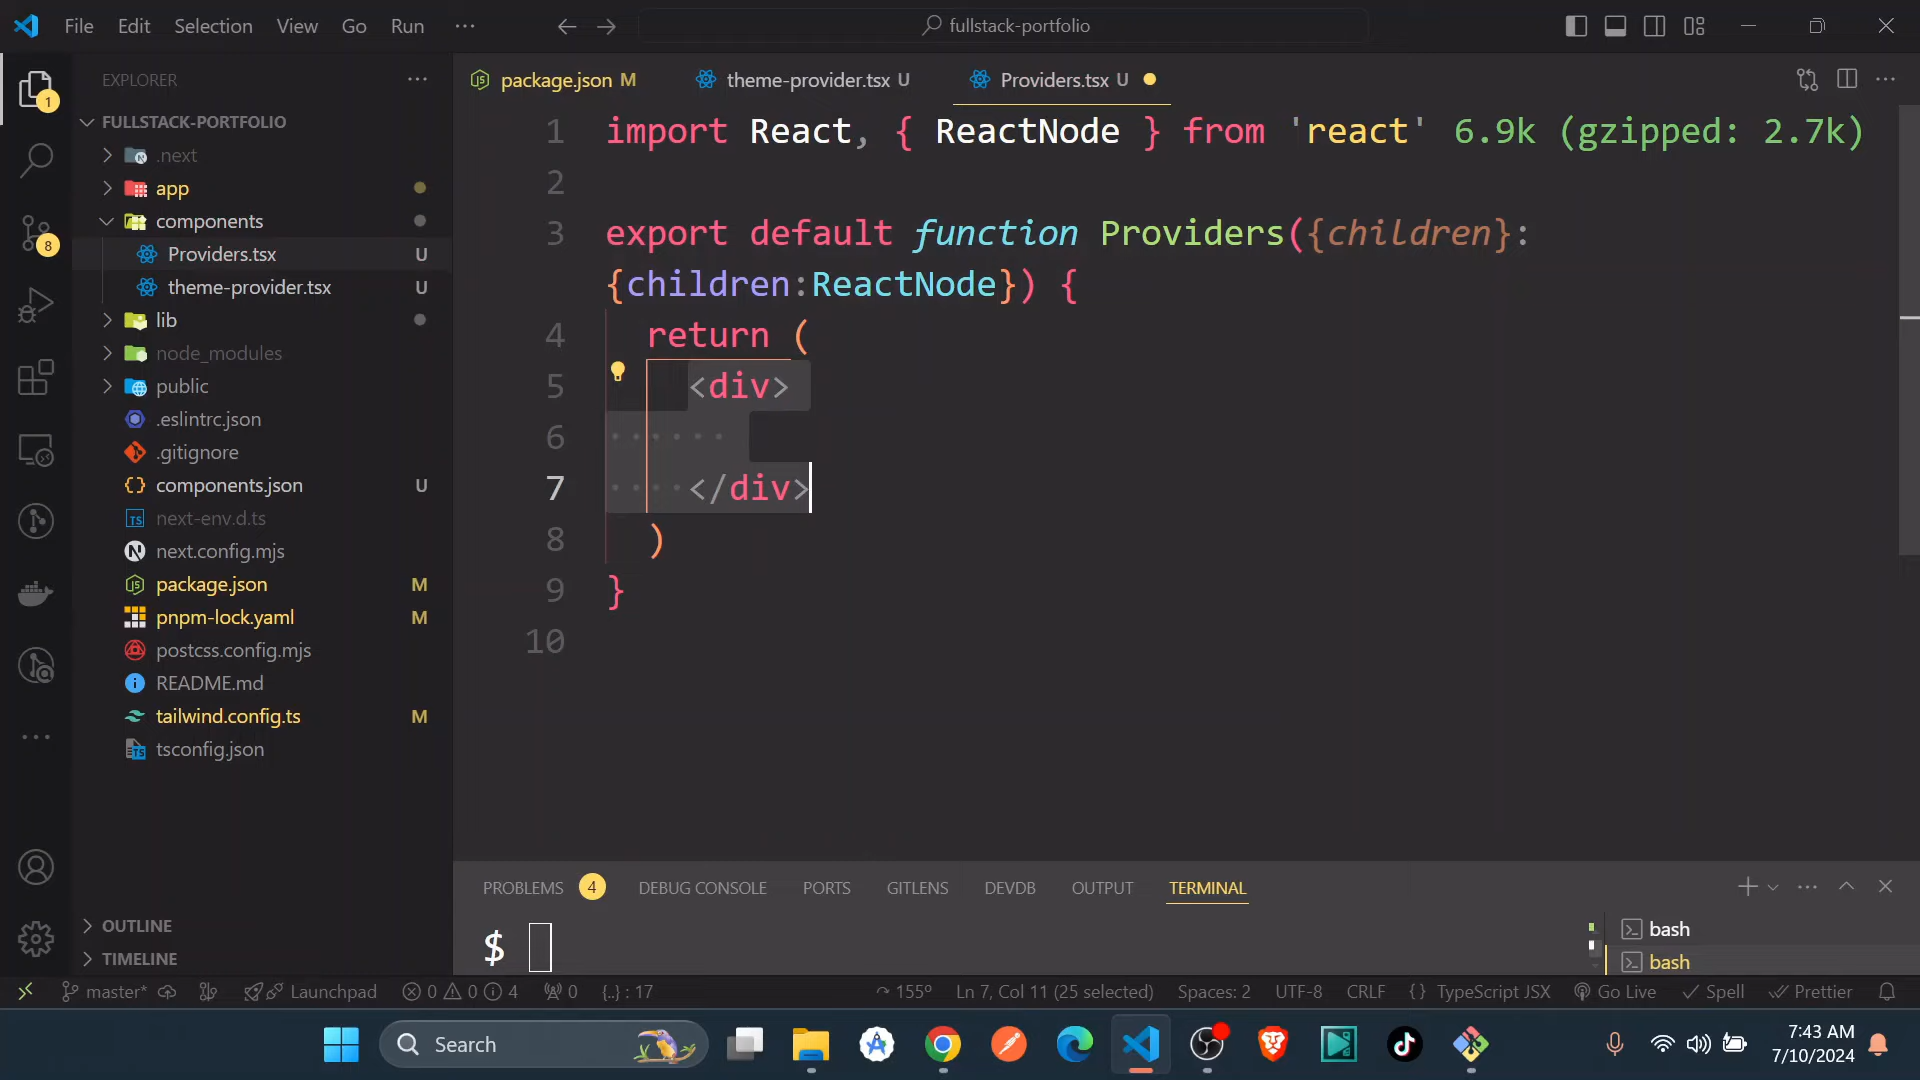 File Edit Selection View Go Run
fullstack-portfolio
EXPLORER
package.json M
theme-provider.tsx U
Providers.tsx U
1
8
FULLSTACK-PORTFOLIO
.next
app
components
Providers.tsx U
theme-provider.tsx U
lib
node_modules
public
.eslintrc.json
.gitignore
components.json U
next-env.d.ts
next.config.mjs
package.json M
pnpm-lock.yaml M
postcss.config.mjs
README.md
tailwind.config.ts M
tsconfig.json
OUTLINE
TIMELINE
1 import React, { ReactNode } from 'react' 6.9k (gzipped: 2.7k)
2
3 export default function Providers({children}:
{children:ReactNode}) {
4 return (
5 <div>
6
7 </div>
8 )
9 }
10
PROBLEMS 4 DEBUG CONSOLE PORTS GITLENS DEVDB OUTPUT TERMINAL
$
bash
bash
master* Launchpad 0 0 4 0 {..} : 17 155° Ln 7, Col 11 (25 selected) Spaces: 2 UTF-8 CRLF {} TypeScript JSX Go Live Spell Prettier
Search
7:43 AM
7/10/2024